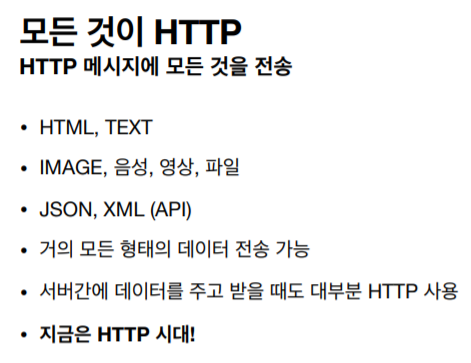 모든 것이 HTTP
HTTP 메시지에 모든 것을 전송
• HTML, TEXT
• IMAGE, 음성, 영상, 파일
• JSON, XML (API)
• 거의 모든 형태의 데이터 전송 가능
• 서버간에 데이터를 주고 받을 때도 대부분 HTTP 사용
• 지금은 HTTP 시대!